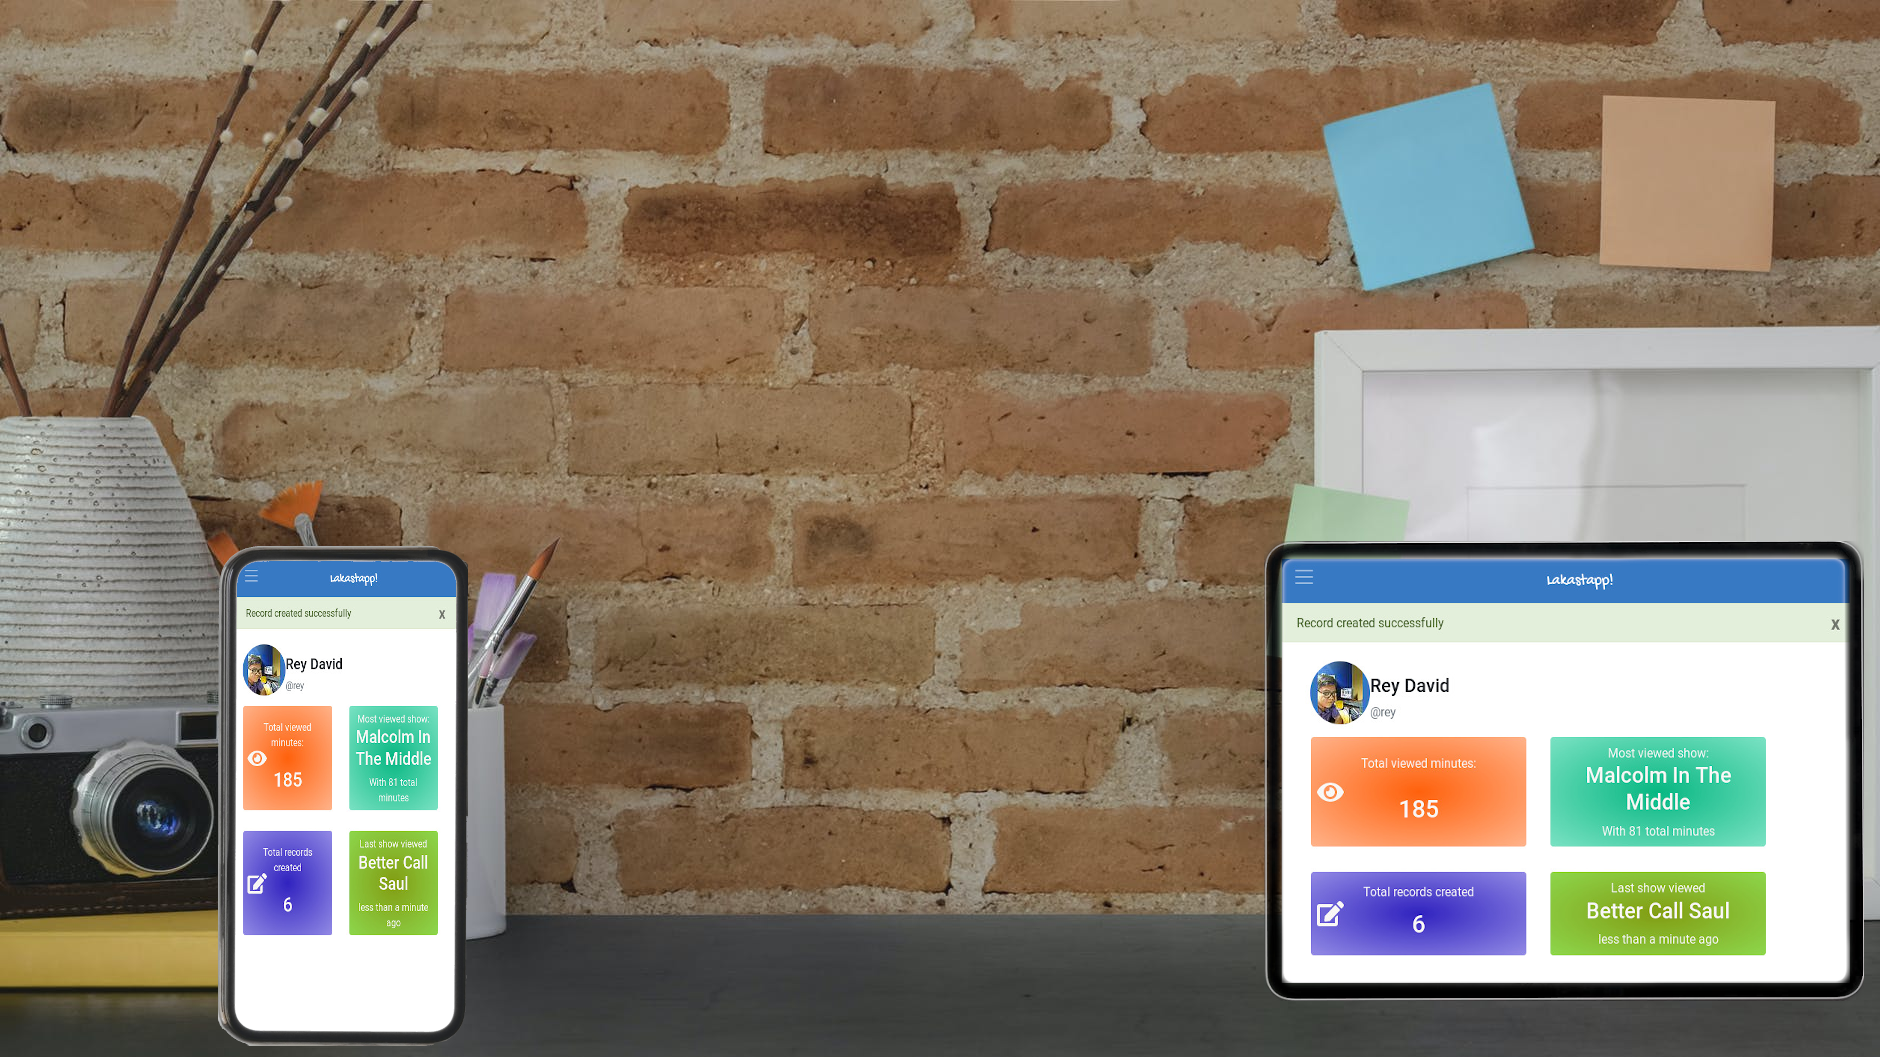 Lakastapp!
Record created successfully X
Rey David
@rey
Total viewed
minutes:
185
Most viewed show:
Malcolm In
The Middle
With 81 total
minutes
Total records
created
6
Last show viewed
Better Call
Saul
less than a minute
ago
Lakastapp!
Record created successfully X
Rey David
@rey
Total viewed minutes:
185
Most viewed show:
Malcolm In The
Middle
With 81 total minutes
Total records created
6
Last show viewed
Better Call Saul
less than a minute ago